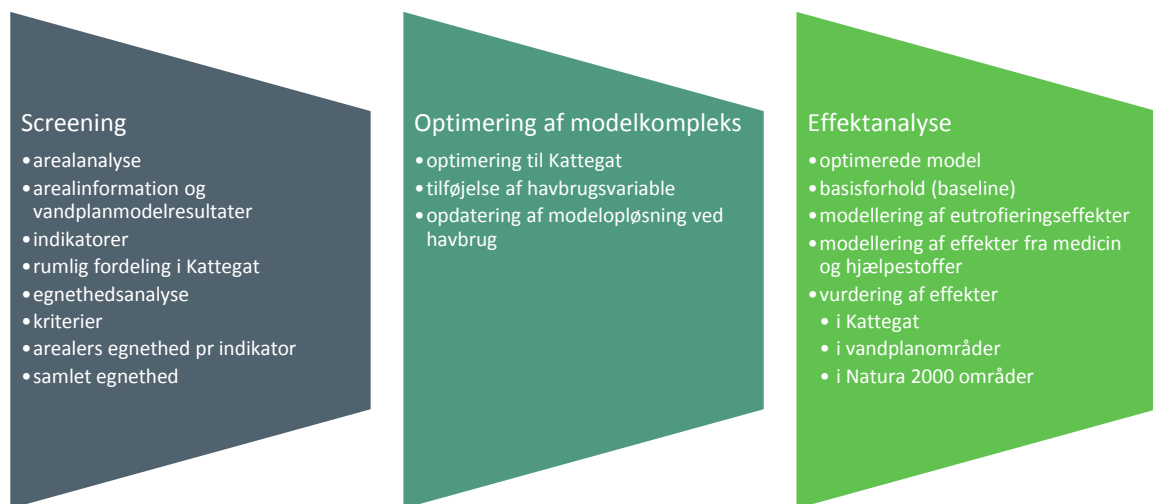 Screening
•arealanalyse
•arealinformation og
vandplanmodelresultater
•indikatorer
•rumlig fordeling i Kattegat
•egnethedsanalyse
•kriterier
•arealers egnethed pr indikator
•samlet egnethed
Optimering af modelkompleks
•optimering til Kattegat
•tilføjelse af havbrugsvariable
•opdatering af modelopløsning ved
havbrug
Effektanalyse
•optimerede model
•basisforhold (baseline)
•modellering af eutrofieringseffekter
•modellering af effekter fra medicin
og hjælpestoffer
•vurdering af effekter
• i Kattegat
• i vandplanområder
• i Natura 2000 områder